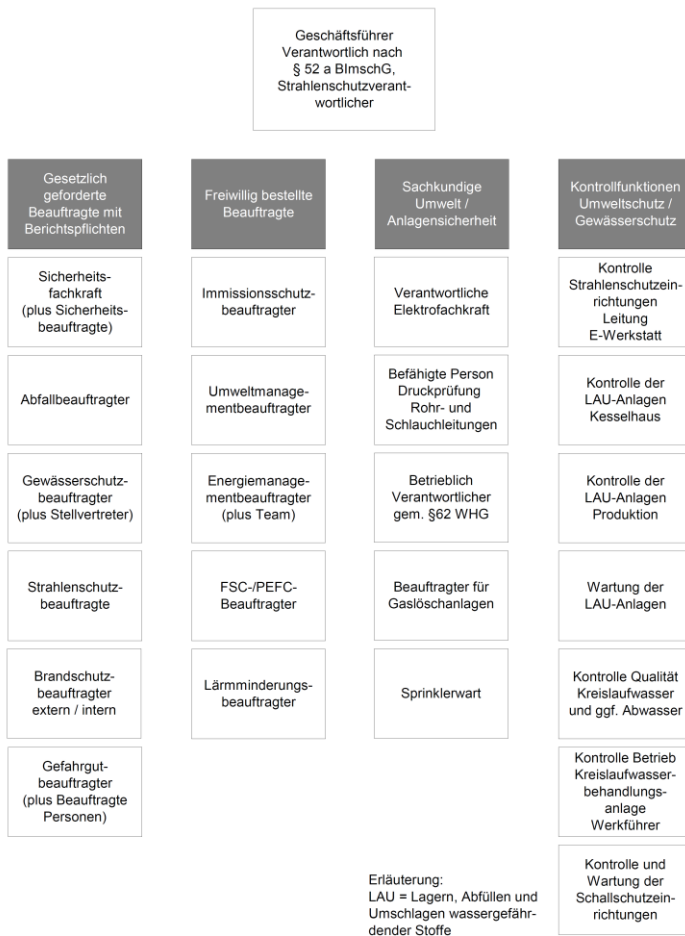 Geschäftsführer
Verantwortlich nach
§ 52 a BImschG,
Strahlenschutzverant-
wortlicher
Gesetzlich
geforderte
Beauftragte mit
Berichtspflichten
Sicherheits-
fachkraft
(plus Sicherheits-
beauftragte)
Abfallbeauftragter
Gewässerschutz-
beauftragter
(plus Stellvertreter)
Strahlenschutz-
beauftragte
Brandschutz-
beauftragter
extern / intern
Gefahrgut-
beauftragter
(plus Beauftragte
Personen)
Freiwillig bestellte
Beauftragte
Immissionsschutz-
beauftragter
Umweltmanage-
mentbeauftragter
Energiemanage-
mentbeauftragter
(plus Team)
FSC-/PEFC-
Beauftragter
Lärmminderungs-
beauftragter
Sachkundige
Umwelt /
Anlagensicherheit
Verantwortliche
Elektrofachkraft
Befähigte Person
Druckprüfung
Rohr- und
Schlauchleitungen
Betrieblich
Verantwortlicher
gem. §62 WHG
Beauftragter für
Gaslöschanlagen
Sprinklerwart
Kontrollfunktionen
Umweltschutz /
Gewässerschutz
Kontrolle
Strahlenschutzein-
richtungen
Leitung
E-Werkstatt
Kontrolle der
LAU-Anlagen
Kesselhaus
Kontrolle der
LAU-Anlagen
Produktion
Wartung der
LAU-Anlagen
Kontrolle Qualität
Kreislaufwasser
und ggf. Abwasser
Kontrolle Betrieb
Kreislaufwasser-
behandlungs-
anlage
Werkführer
Kontrolle und
Wartung der
Schallschutzein-
richtungen
Erläuterung:
LAU = Lagern, Abfüllen und
Umschlagen wassergefähr-
dender Stoffe